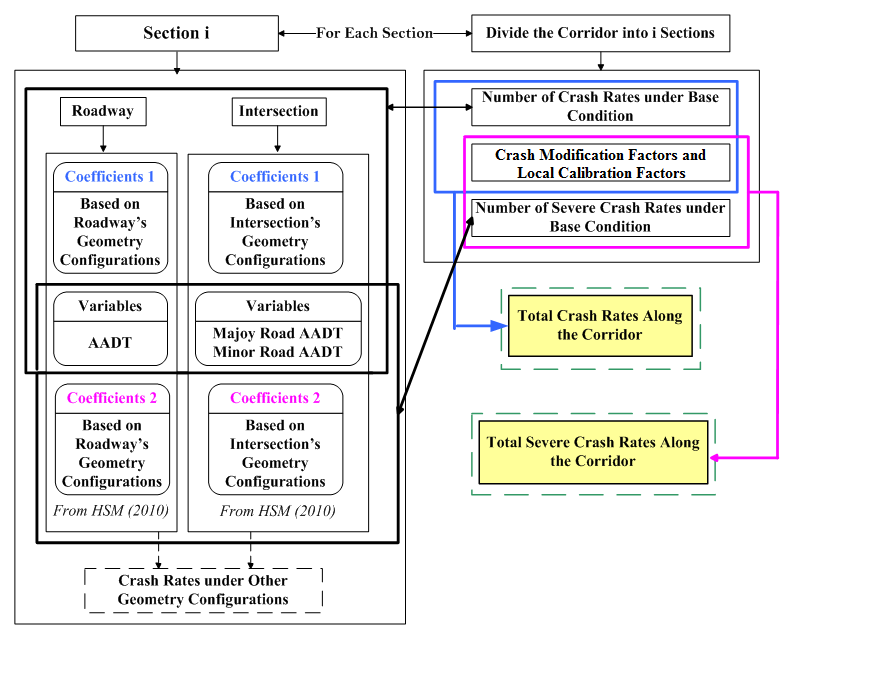 Section i
For Each Section
Divide the Corridor into i Sections
Roadway
Intersection
Coefficients 1
Based on
Roadway's
Geometry
Configurations
Coefficients 1
Based on
Intersection's
Geometry
Configurations
Variables
AADT
Variables
Majoy Road AADT
Minor Road AADT
Coefficients 2
Based on
Roadway's
Geometry
Configurations
From HSM (2010)
Coefficients 2
Based on
Intersection's
Geometry
Configurations
From HSM (2010)
Crash Rates under Other
Geometry Configurations
Number of Crash Rates under Base
Condition
Crash Modification Factors and
Local Calibration Factors
Number of Severe Crash Rates under
Base Condition
Total Crash Rates Along
the Corridor
Total Severe Crash Rates Along
the Corridor